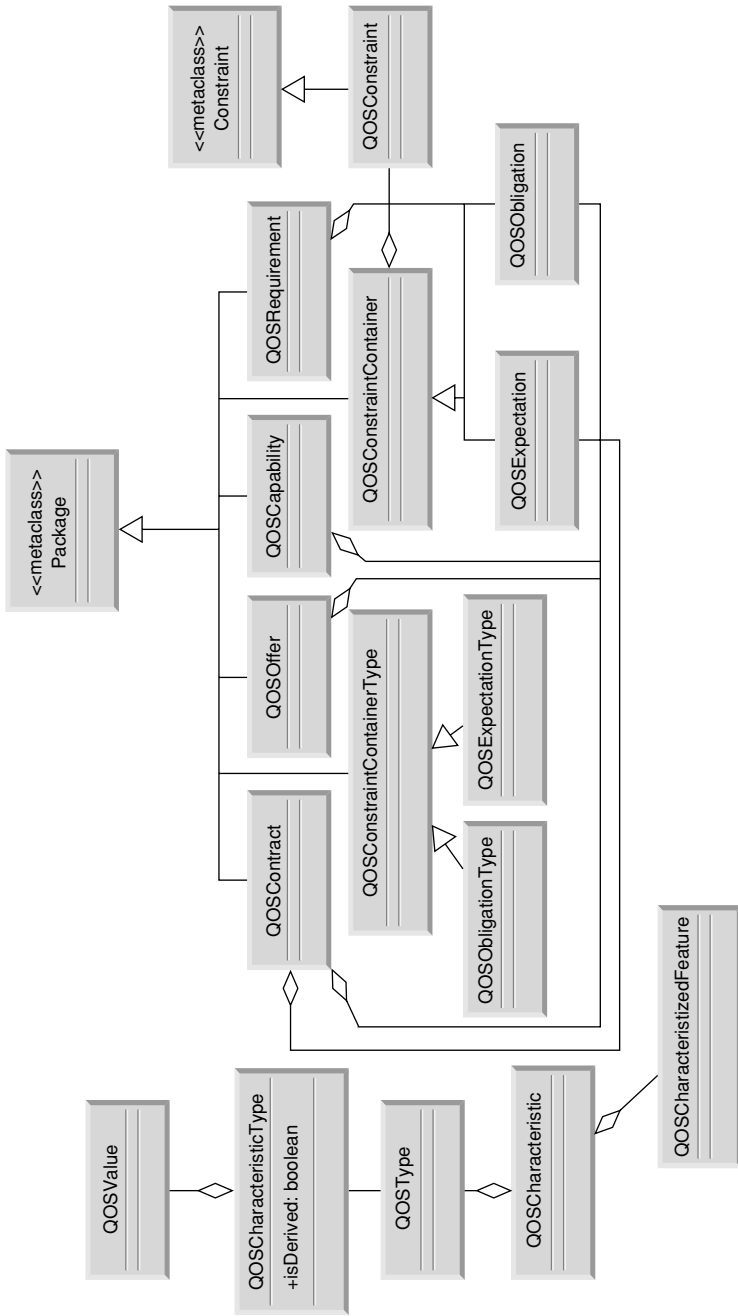 <<metaclass>>
Package
<<metaclass>>
Constraint
QOSValue
QOSContract
QOSOffer
QOSCapability
QOSRequirement
QOSCharacteristicType
+isDerived: boolean
QOSConstraintContainerType
QOSConstraintContainer
QOSConstraint
QOSType
QOSObligationType
QOSExpectationType
QOSExpectation
QOSObligation
QOSCharacteristic
QOSCharacteristizedFeature